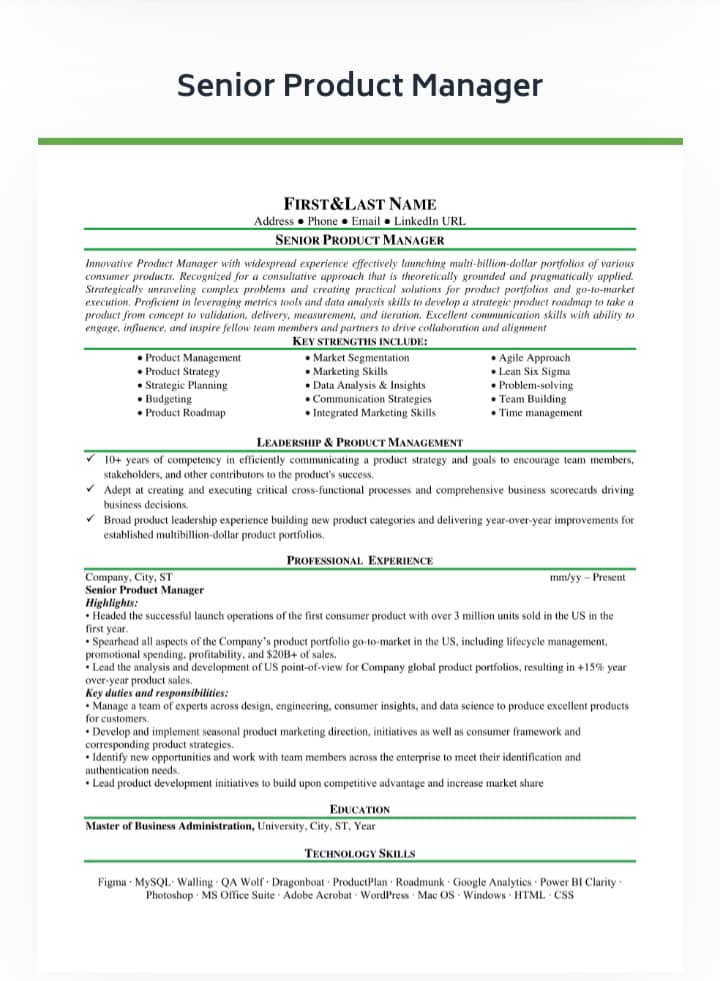 Senior Product Manager
FIRST&LAST NAME
Address ● Phone ● Email ● LinkedIn URL
SENIOR PRODUCT MANAGER
Innovative Product Manager with widespread experience effectively launching multi-billion-dollar portfolios of various
consumer products. Recognized for a consultative approach that is theoretically grounded and pragmatically applied.
Strategically unraveling complex problems and creating practical solutions for product portfolios and go-to-market
execution. Proficient in leveraging metrics tools and data analysis skills to develop a strategic product roadmap to take a
product from concept to validation, delivery, measurement, and iteration. Excellent communication skills with ability to
engage, influence, and inspire fellow team members and partners to drive collaboration and alignment
KEY STRENGTHS INCLUDE:
• Product Management • Market Segmentation • Agile Approach
• Product Strategy • Marketing Skills • Lean Six Sigma
• Strategic Planning • Data Analysis & Insights • Problem-solving
• Budgeting • Communication Strategies • Team Building
• Product Roadmap • Integrated Marketing Skills • Time management
LEADERSHIP & PRODUCT MANAGEMENT
✓ 10+ years of competency in efficiently communicating a product strategy and goals to encourage team members,
stakeholders, and other contributors to the product's success.
✓ Adept at creating and executing critical cross-functional processes and comprehensive business scorecards driving
business decisions.
✓ Broad product leadership experience building new product categories and delivering year-over-year improvements for
established multibillion-dollar product portfolios.
PROFESSIONAL EXPERIENCE
Company, City, ST mm/yy – Present
Senior Product Manager
Highlights:
• Headed the successful launch operations of the first consumer product with over 3 million units sold in the US in the
first year.
• Spearhead all aspects of the Company's product portfolio go-to-market in the US, including lifecycle management,
promotional spending, profitability, and $20B+ of sales.
• Lead the analysis and development of US point-of-view for Company global product portfolios, resulting in +15% year
over-year product sales.
Key duties and responsibilities:
• Manage a team of experts across design, engineering, consumer insights, and data science to produce excellent products
for customers.
• Develop and implement seasonal product marketing direction, initiatives as well as consumer framework and
corresponding product strategies.
• Identify new opportunities and work with team members across the enterprise to meet their identification and
authentication needs.
• Lead product development initiatives to build upon competitive advantage and increase market share
EDUCATION
Master of Business Administration, University, City, ST, Year
TECHNOLOGY SKILLS
Figma · MySQL· Walling · QA Wolf · Dragonboat · ProductPlan · Roadmunk · Google Analytics · Power BI Clarity ·
Photoshop · MS Office Suite · Adobe Acrobat · WordPress · Mac OS · Windows · HTML · CSS